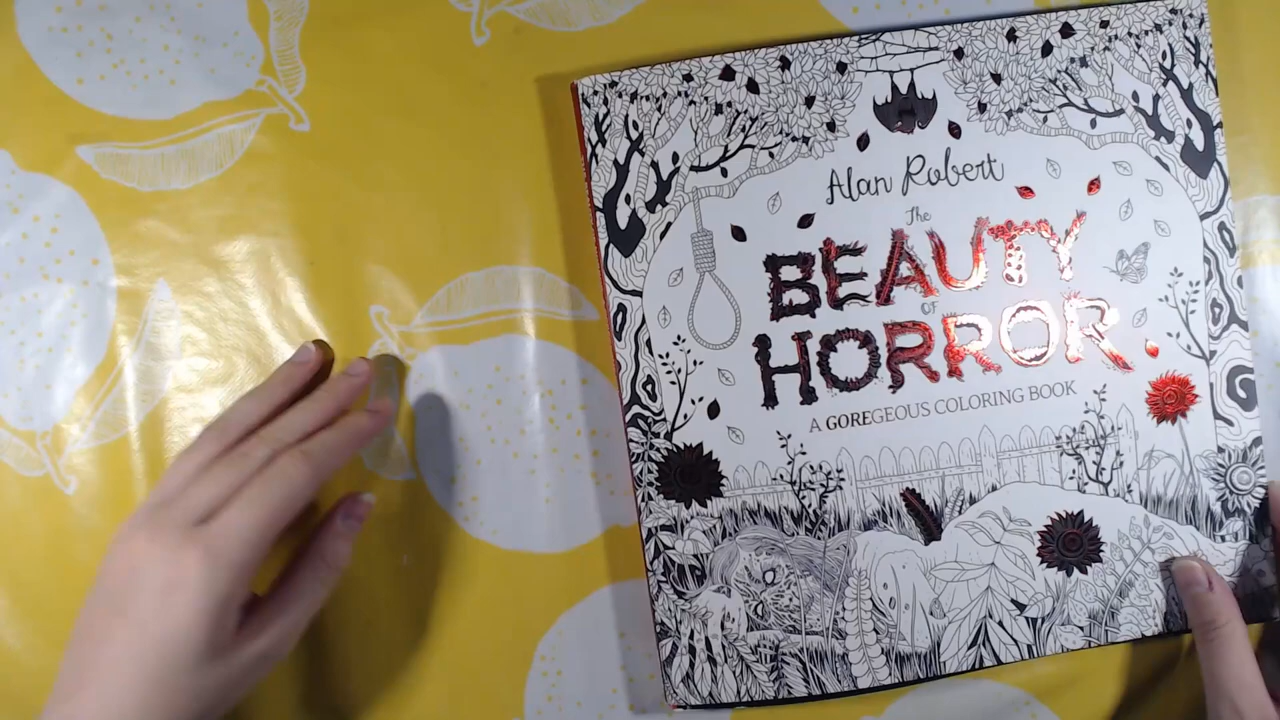 Alan Robert
The
BEAUTY
OF
HORROR
A GOREGEOUS COLORING BOOK